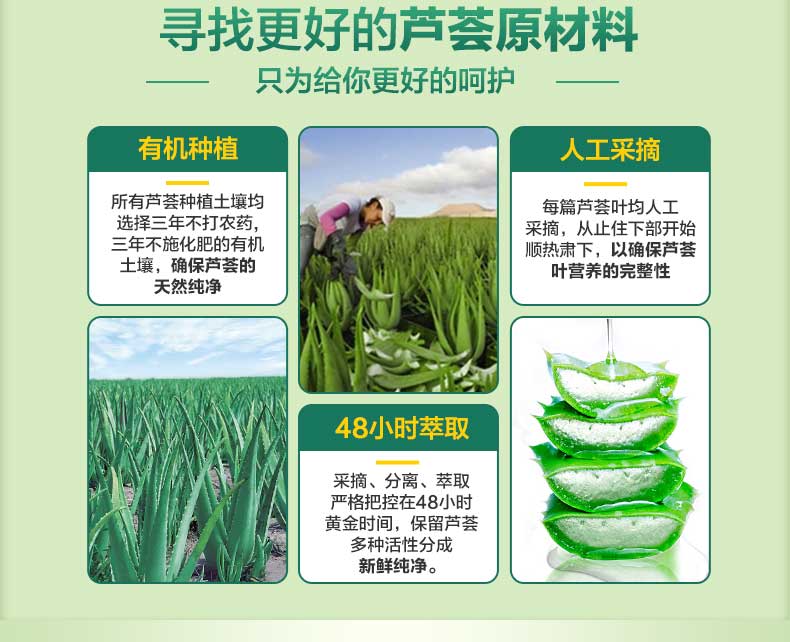 寻找更好的芦荟原材料
只为给你更好的呵护
有机种植
所有芦荟种植土壤均
选择三年不打农药，
三年不施化肥的有机
土壤，确保芦荟的
天然纯净
人工采摘
每篇芦荟叶均人工
采摘，从止住下部开始
顺热肃下，以确保芦荟
叶营养的完整性
48小时萃取
采摘、分离、萃取
严格把控在48小时
黄金时间，保留芦荟
多种活性分成
新鲜纯净。